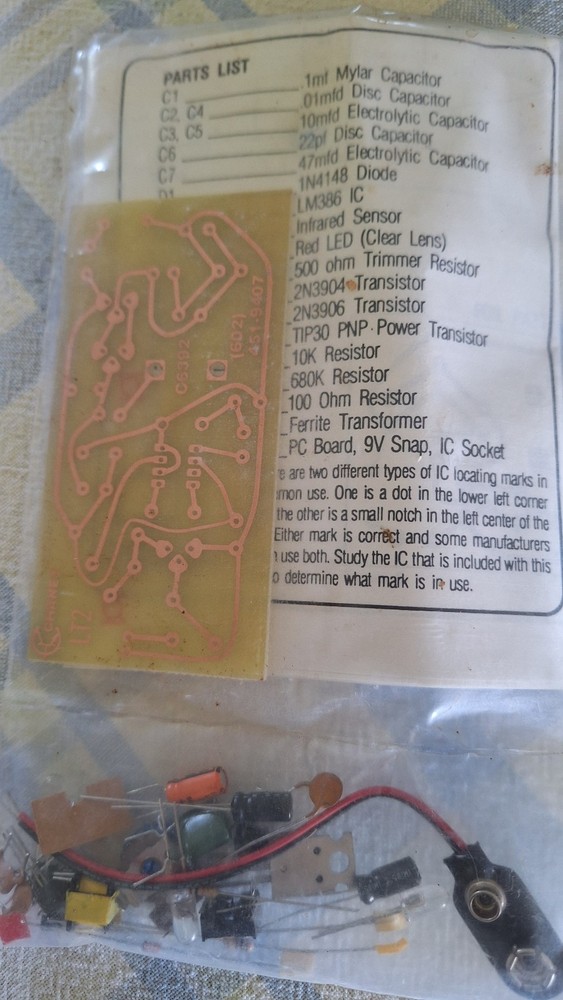 PARTS LIST
C1 .1mf Mylar Capacitor
C2, C4 .01mfd Disc Capacitor
C3, C5 10mfd Electrolytic Capacitor
C6 22pf Disc Capacitor
C7 47mfd Electrolytic Capacitor
D1 1N4148 Diode
LM386 IC
Infrared Sensor
Red LED (Clear Lens)
500 ohm Trimmer Resistor
2N3904 Transistor
2N3906 Transistor
TIP30 PNP Power Transistor
10K Resistor
680K Resistor
100 Ohm Resistor
Ferrite Transformer
PC Board, 9V Snap, IC Socket
are two different types of IC locating marks in
use. One is a dot in the lower left corner
the other is a small notch in the left center of the
Either mark is correct and some manufacturers
use both. Study the IC that is included with this
determine what mark is in use.
(602)
LT2